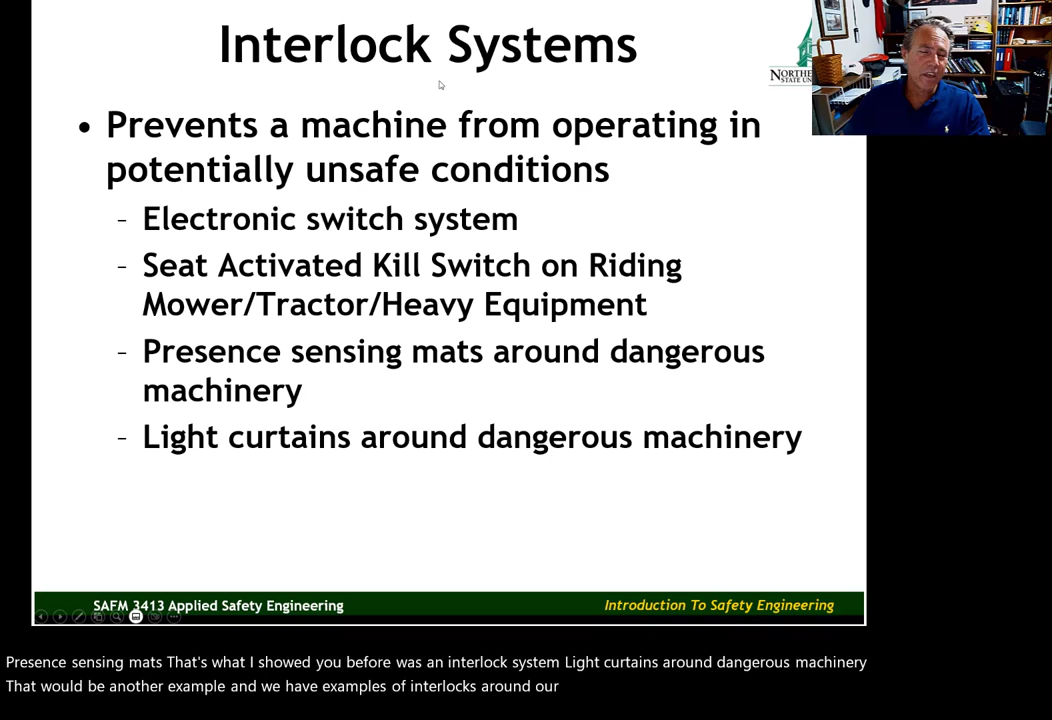 Interlock Systems
• Prevents a machine from operating in
potentially unsafe conditions
- Electronic switch system
- Seat Activated Kill Switch on Riding
Mower/Tractor/Heavy Equipment
- Presence sensing mats around dangerous
machinery
- Light curtains around dangerous machinery
SAFM 3413 Applied Safety Engineering
Introduction To Safety Engineering
Presence sensing mats That's what I showed you before was an interlock system Light curtains around dangerous machinery
That would be another example and we have examples of interlocks around our